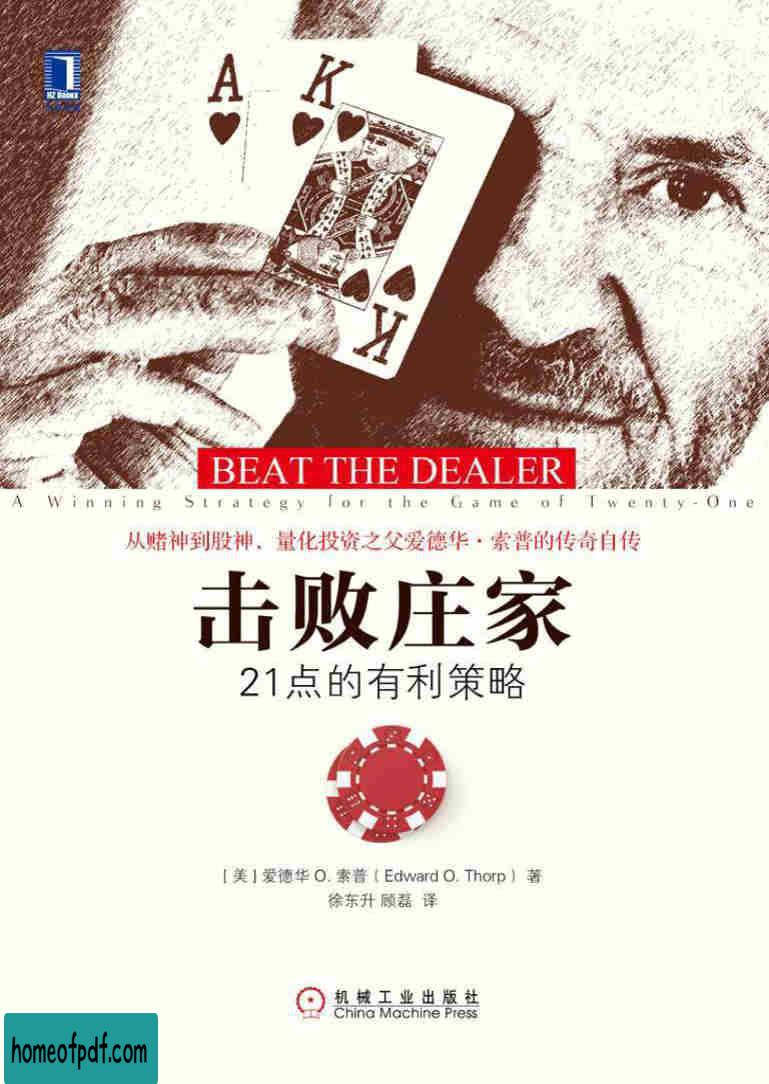 HZ Books
A
K
K
BEAT THE DEALER
A Winning Strategy for the Game of Twenty-One
从赌神到股神、量化投资之父爱德华·索普的传奇自传
击败庄家
21点的有利策略
[美]爱德华 O. 索普（Edward O. Thorp）著
徐东升 顾磊 译
机械工业出版社
China Machine Press
homeofpdf.com